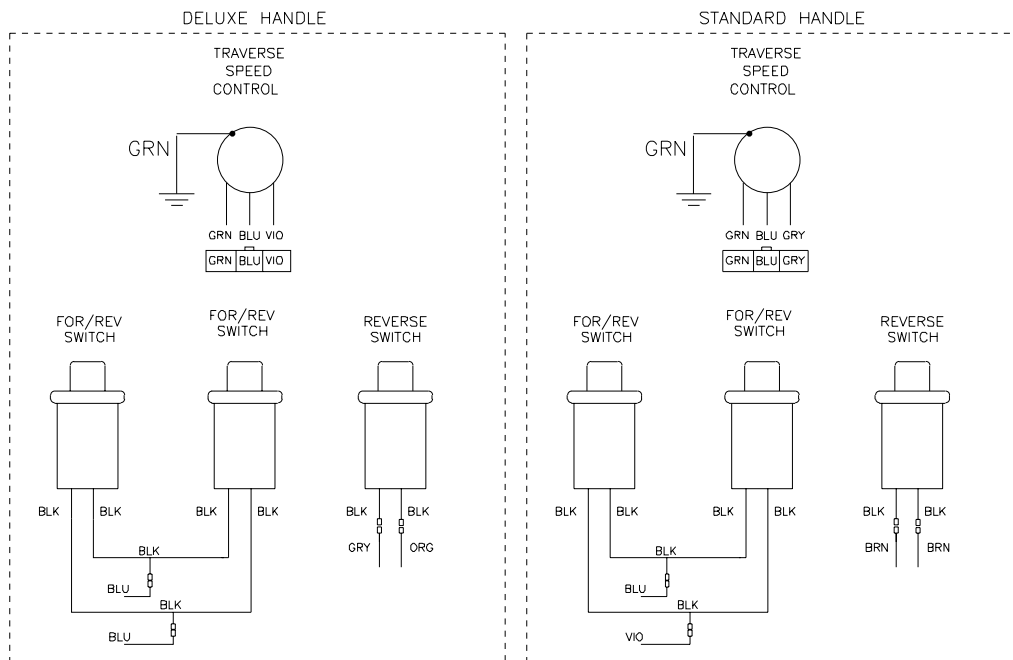 DELUXE HANDLE
TRAVERSE
SPEED
CONTROL
GRN
GRN BLU VIO
GRN BLU VIO
FOR/REV
SWITCH
FOR/REV
SWITCH
REVERSE
SWITCH
BLK BLK BLK BLK BLK BLK
BLK
GRY ORG
BLU
BLK
BLU
STANDARD HANDLE
TRAVERSE
SPEED
CONTROL
GRN
GRN BLU GRY
GRN BLU GRY
FOR/REV
SWITCH
FOR/REV
SWITCH
REVERSE
SWITCH
BLK BLK BLK BLK BLK BLK
BLK
BRN BRN
BLU
BLK
VIO